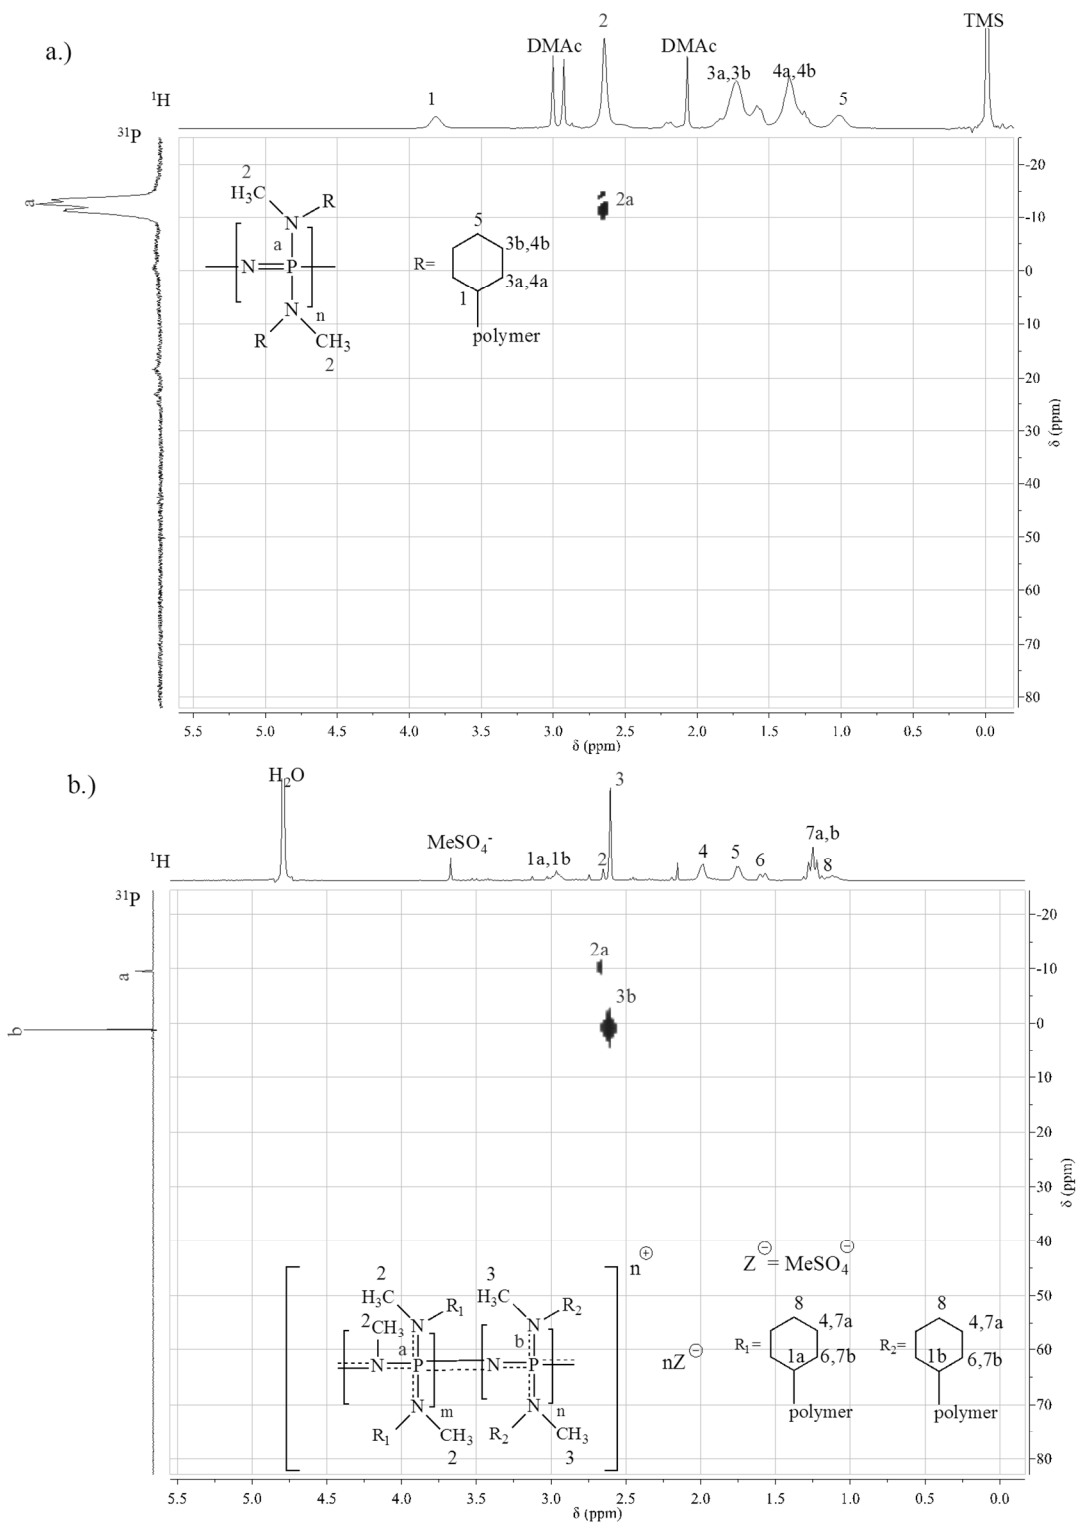 a.)
2
TMS
DMAc
DMAc
3a,3b
4a,4b
1
5
¹H
³¹P
a
2
H₃C
R
N
a
N
P
N
n
R
CH₃
2
R=
5
3b,4b
3a,4a
1
polymer
2a
-20
-10
0
10
20
30
40
50
60
70
80
δ (ppm)
5.5 5.0 4.5 4.0 3.5 3.0 2.5 2.0 1.5 1.0 0.5 0.0
δ (ppm)
b.)
H₂O
3
MeSO₄⁻
7a,b
¹H
1a,1b
2
4
5
6
8
³¹P
a
b
2a
3b
-20
-10
0
10
20
30
40
50
60
70
80
δ (ppm)
n⊕
Z⊖ = MeSO₄⊖
nZ⊖
2
H₃C
R₁
N
2
CH₃
a
N
P
N
m
R₁
CH₃
2
3
H₃C
R₂
N
b
N
P
N
n
R₂
CH₃
3
R₁=
8
4,7a
1a
6,7b
polymer
R₂=
8
4,7a
1b
6,7b
polymer
5.5 5.0 4.5 4.0 3.5 3.0 2.5 2.0 1.5 1.0 0.5 0.0
δ (ppm)